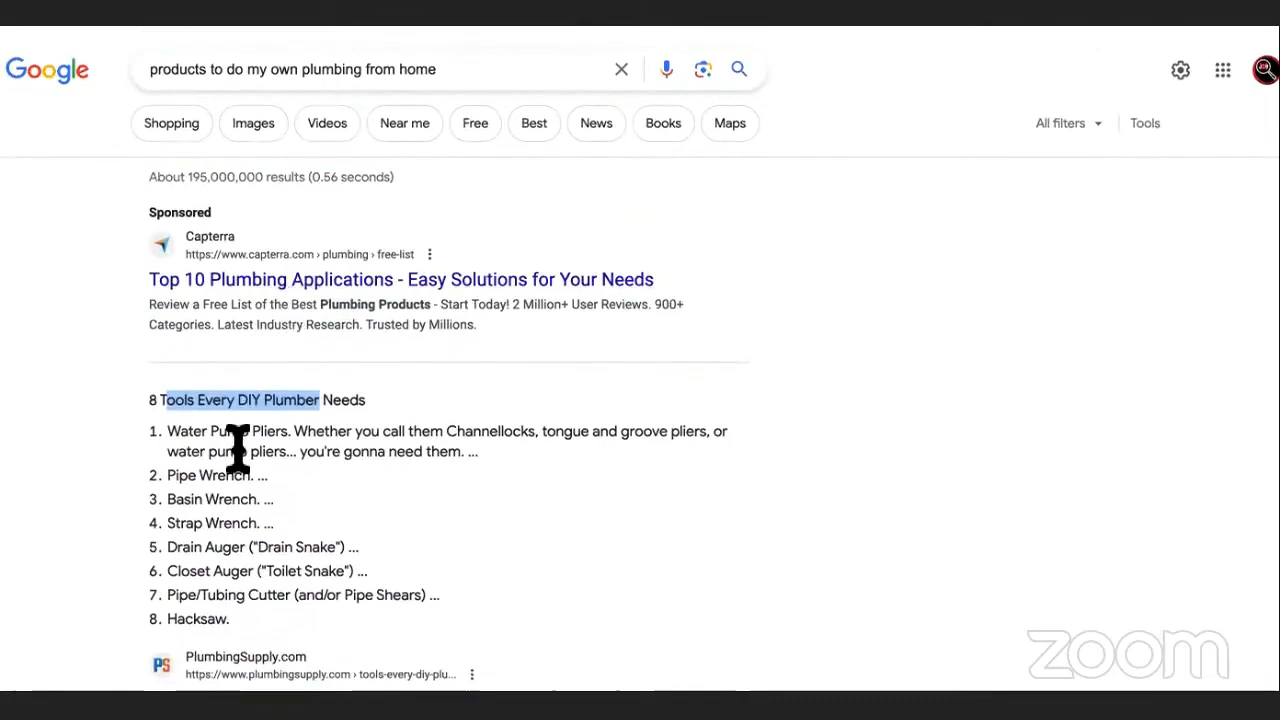 Google
products to do my own plumbing from home
Shopping
Images
Videos
Near me
Free
Best
News
Books
Maps
All filters
Tools
About 195,000,000 results (0.56 seconds)
Sponsored
Capterra
https://www.capterra.com › plumbing › free-list
Top 10 Plumbing Applications - Easy Solutions for Your Needs
Review a Free List of the Best Plumbing Products - Start Today! 2 Million+ User Reviews. 900+
Categories. Latest Industry Research. Trusted by Millions.
8 Tools Every DIY Plumber Needs
1. Water Pump Pliers. Whether you call them Channellocks, tongue and groove pliers, or
water pump pliers... you're gonna need them. ...
2. Pipe Wrench. ...
3. Basin Wrench. ...
4. Strap Wrench. ...
5. Drain Auger ("Drain Snake") ...
6. Closet Auger ("Toilet Snake") ...
7. Pipe/Tubing Cutter (and/or Pipe Shears) ...
8. Hacksaw.
PS
PlumbingSupply.com
https://www.plumbingsupply.com › tools-every-diy-plu...
zoom